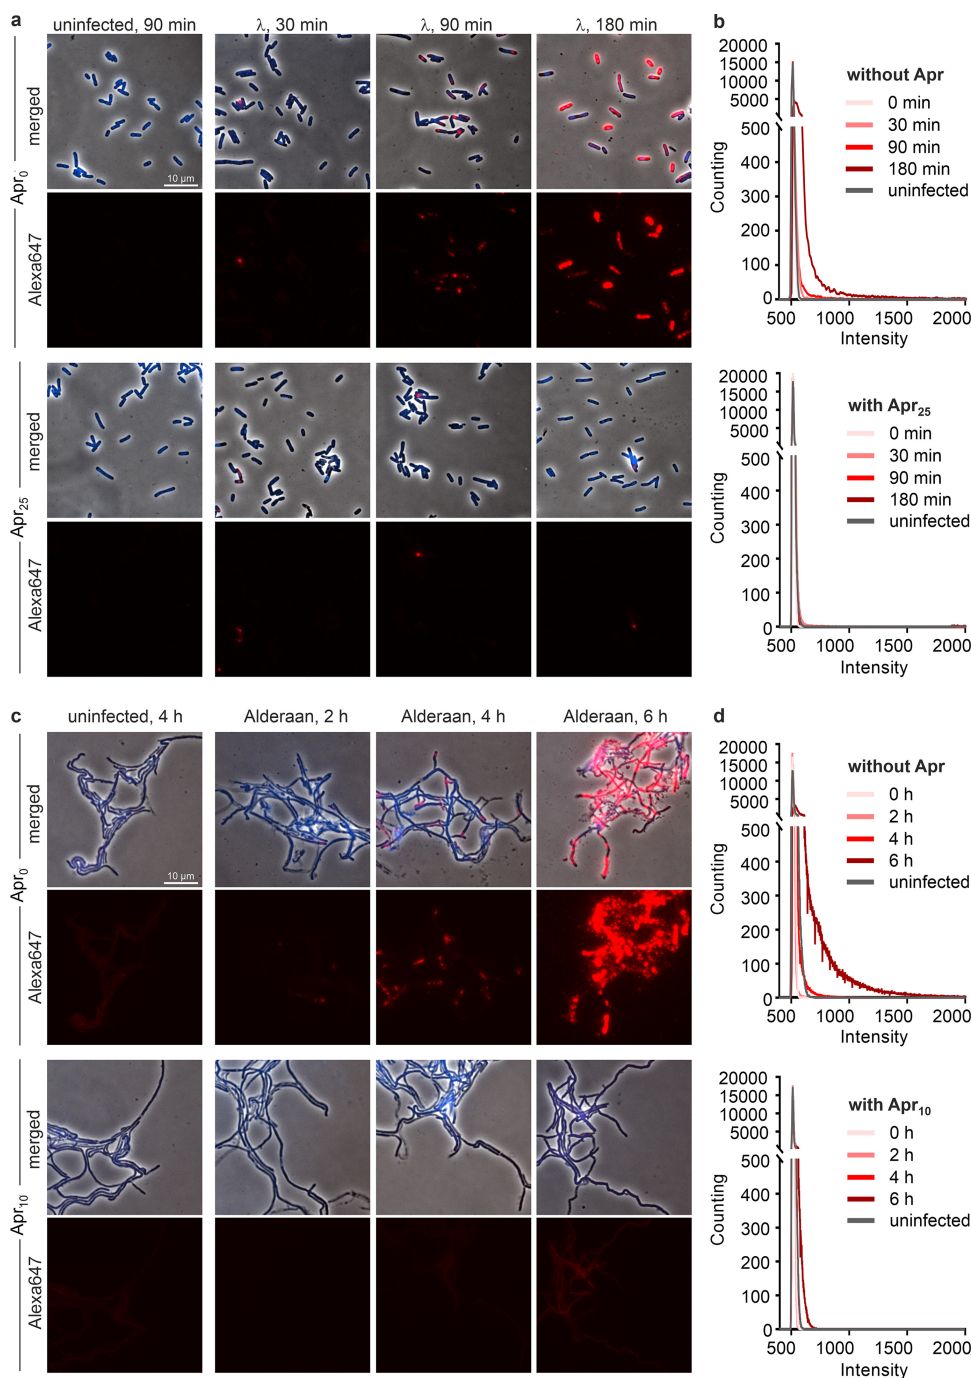 a
uninfected, 90 min
λ, 30 min
λ, 90 min
λ, 180 min
Apr0
merged
10 µm
Alexa647
Apr25
merged
Alexa647
b
20000
15000
10000
5000
500
400
300
200
100
0
Counting
without Apr
0 min
30 min
90 min
180 min
uninfected
500 1000 1500 2000
Intensity
20000
15000
10000
5000
500
400
300
200
100
0
Counting
with Apr25
0 min
30 min
90 min
180 min
uninfected
500 1000 1500 2000
Intensity
c
uninfected, 4 h
Alderaan, 2 h
Alderaan, 4 h
Alderaan, 6 h
Apr0
merged
10 µm
Alexa647
Apr10
merged
Alexa647
d
20000
15000
10000
5000
500
400
300
200
100
0
Counting
without Apr
0 h
2 h
4 h
6 h
uninfected
500 1000 1500 2000
Intensity
20000
15000
10000
5000
500
400
300
200
100
0
Counting
with Apr10
0 h
2 h
4 h
6 h
uninfected
500 1000 1500 2000
Intensity